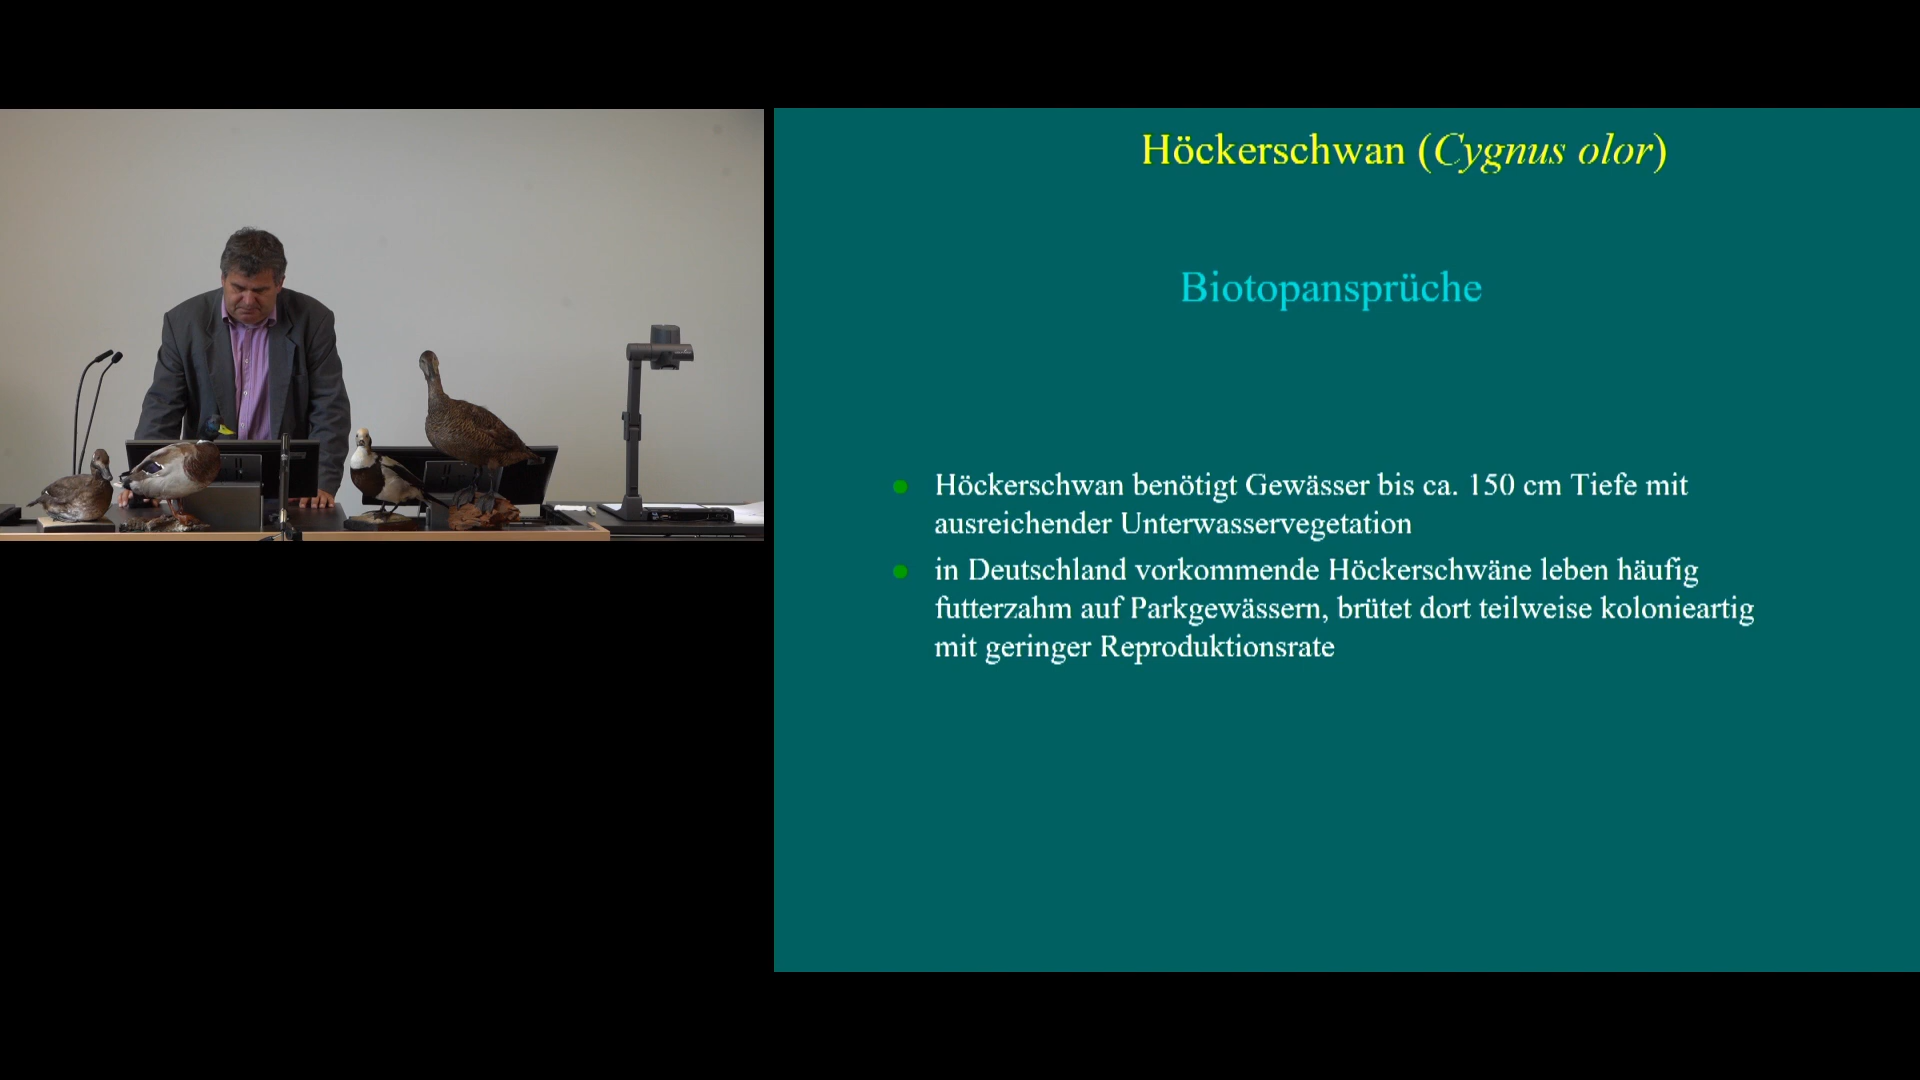 Höckerschwan (Cygnus olor)
Biotopansprüche
Höckerschwan benötigt Gewässer bis ca. 150 cm Tiefe mit
ausreichender Unterwasservegetation
in Deutschland vorkommende Höckerschwäne leben häufig
futterzahm auf Parkgewässern, brütet dort teilweise kolonieartig
mit geringer Reproduktionsrate